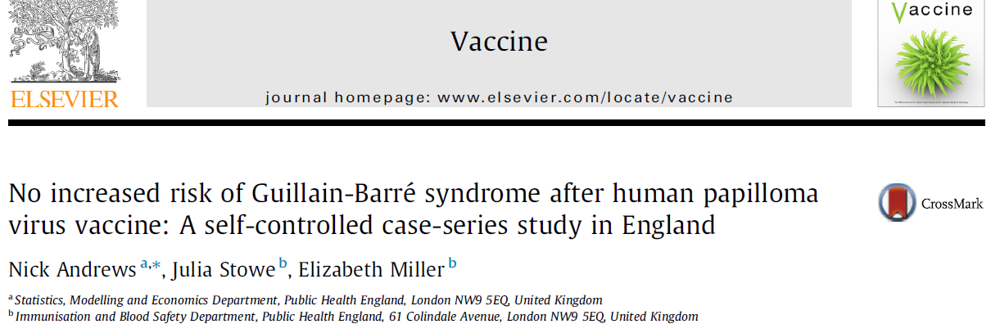 Vaccine
Vaccine
ELSEVIER
journal homepage: www.elsevier.com/locate/vaccine
No increased risk of Guillain-Barré syndrome after human papilloma
virus vaccine: A self-controlled case-series study in England
CrossMark
Nick Andrews a,*, Julia Stowe b, Elizabeth Miller b
a Statistics, Modelling and Economics Department, Public Health England, London NW9 5EQ, United Kingdom
b Immunisation and Blood Safety Department, Public Health England, 61 Colindale Avenue, London NW9 5EQ, United Kingdom